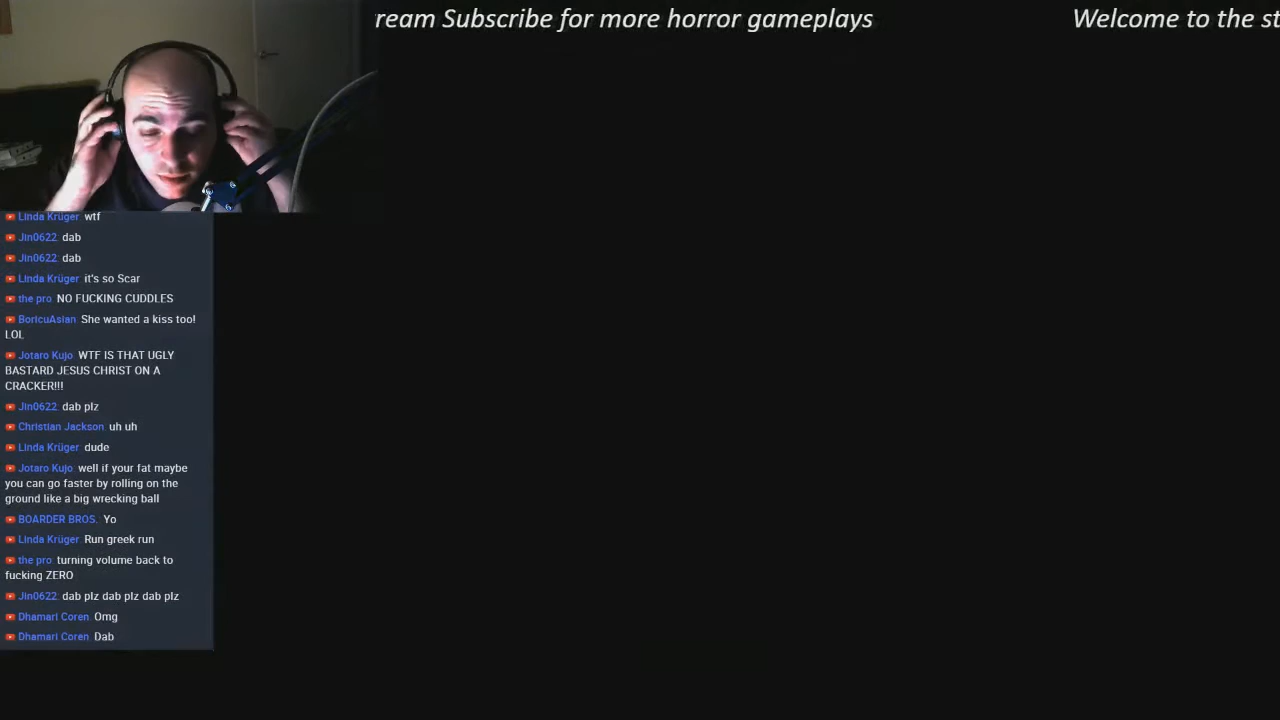 ream Subscribe for more horror gameplays
Welcome to the st
Linda Krüger wtf
Jin0622 dab
Jin0622 dab
Linda Krüger it's so Scar
the pro NO FUCKING CUDDLES
BoricuAsian She wanted a kiss too!
LOL
Jotaro Kujo WTF IS THAT UGLY
BASTARD JESUS CHRIST ON A
CRACKER!!!
Jin0622 dab plz
Christian Jackson uh uh
Linda Krüger dude
Jotaro Kujo well if your fat maybe
you can go faster by rolling on the
ground like a big wrecking ball
BOARDER BROS. Yo
Linda Krüger Run greek run
the pro turning volume back to
fucking ZERO
Jin0622 dab plz dab plz dab plz
Dhamari Coren Omg
Dhamari Coren Dab